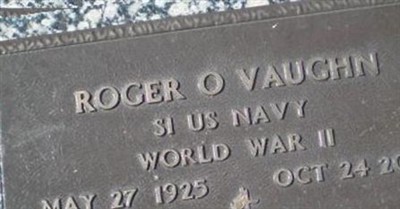 ROGER O VAUGHN
S1 US NAVY
WORLD WAR II
MAY 27 1925 OCT 24